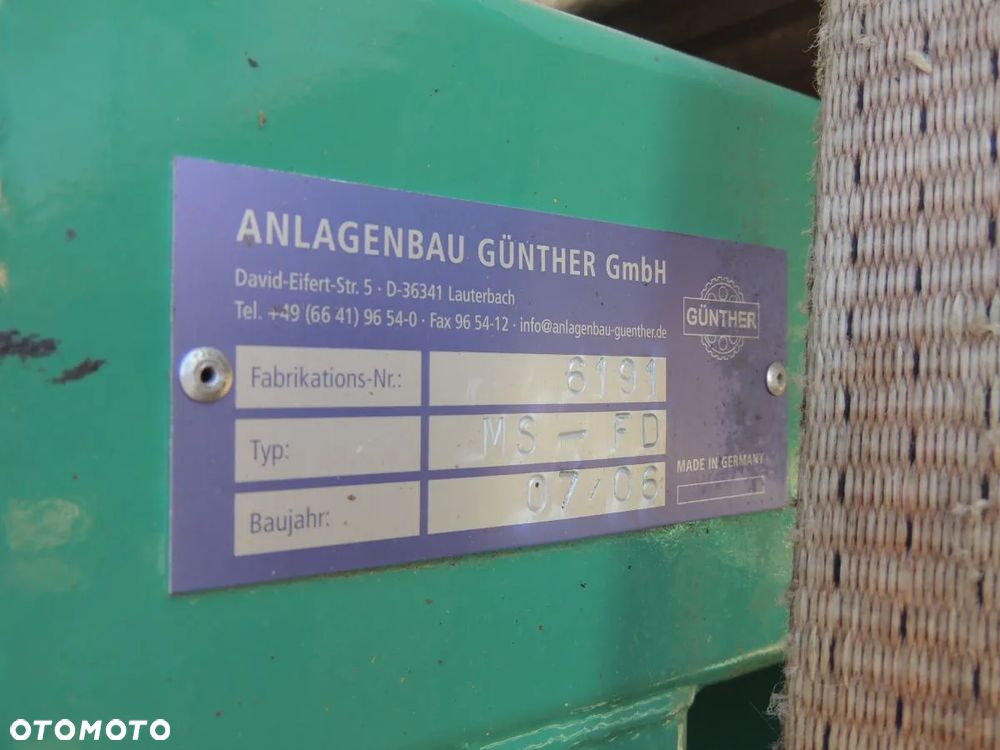 ANLAGENBAU GÜNTHER GmbH
David-Eifert-Str. 5 · D-36341 Lauterbach
Tel. +49 (66 41) 96 54-0 · Fax 96 54-12 · info@anlagenbau-guenther.de
GÜNTHER
Fabrikations-Nr.: 6191
Typ: MS-FD
Baujahr: 07/06
MADE IN GERMANY
OTOMOTO